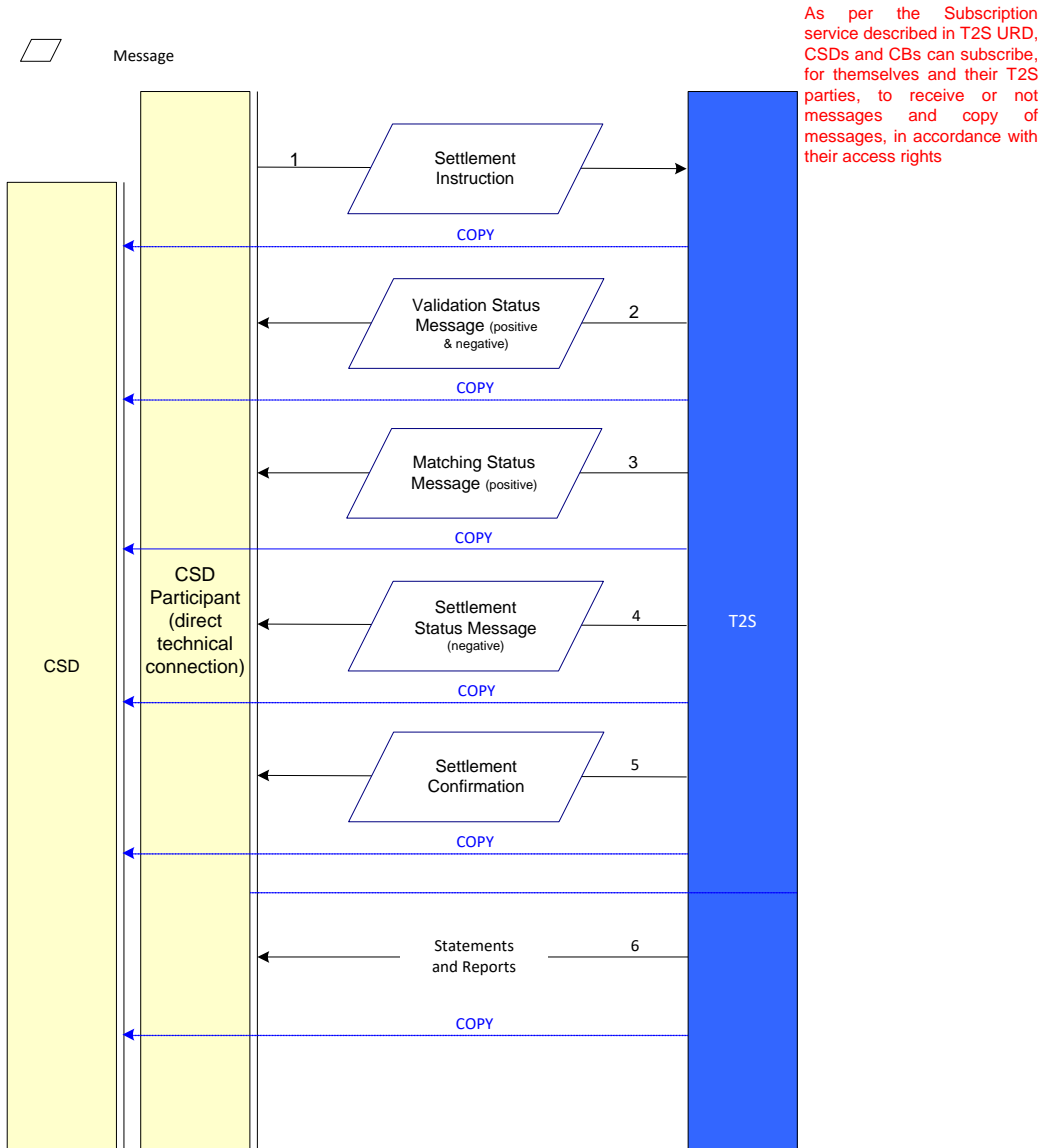 As per the Subscription
service described in T2S URD,
CSDs and CBs can subscribe,
for themselves and their T2S
parties, to receive or not
messages and copy of
messages, in accordance with
their access rights
Message
1
Settlement
Instruction
COPY
Validation Status
Message (positive
& negative)
2
COPY
Matching Status
Message (positive)
3
COPY
CSD
Participant
(direct
technical
connection)
Settlement
Status Message
(negative)
4
T2S
CSD
COPY
Settlement
Confirmation
5
COPY
Statements
and Reports
6
COPY